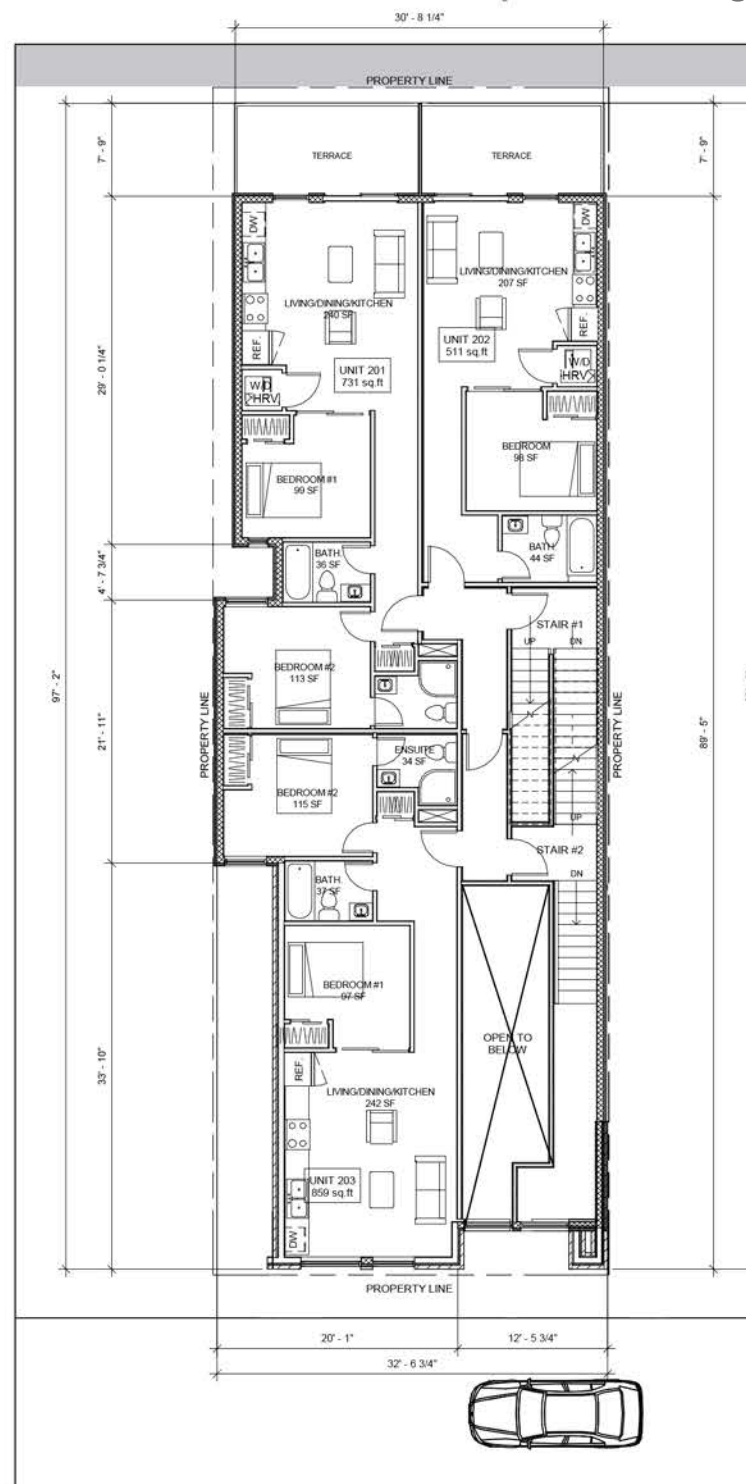 30' - 8 1/4"
PROPERTY LINE
7' - 9"
TERRACE
TERRACE
7' - 9"
DW
DW
LIVING/DINING/KITCHEN
240 SF
LIVING/DINING/KITCHEN
207 SF
REF.
REF.
UNIT 201
731 sq.ft
UNIT 202
511 sq.ft
29' - 0 1/4"
W/D
HRV
W/D
HRV
BEDROOM #1
99 SF
BEDROOM
98 SF
BATH.
36 SF
BATH.
44 SF
4' - 7 3/4"
STAIR #1
UP
DN
97' - 2"
BEDROOM #2
113 SF
PROPERTY LINE
21' - 11"
PROPERTY LINE
89' - 5"
ENSUITE
34 SF
BEDROOM #2
115 SF
UP
STAIR #2
DN
BATH.
37 SF
BEDROOM #1
97 SF
OPEN TO
BELOW
33' - 10"
REF.
LIVING/DINING/KITCHEN
242 SF
UNIT 203
859 sq.ft
DW
PROPERTY LINE
20' - 1"
12' - 5 3/4"
32' - 6 3/4"